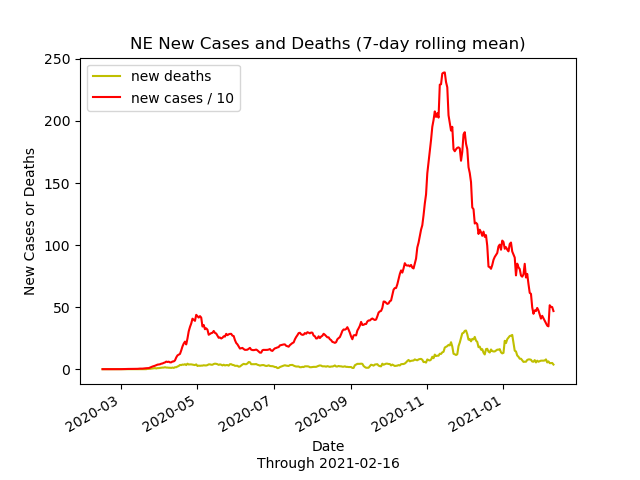 NE New Cases and Deaths (7-day rolling mean)
new deaths
new cases / 10
New Cases or Deaths
250
200
150
100
50
0
2020-03
2020-05
2020-07
2020-09
2020-11
2021-01
Date
Through 2021-02-16